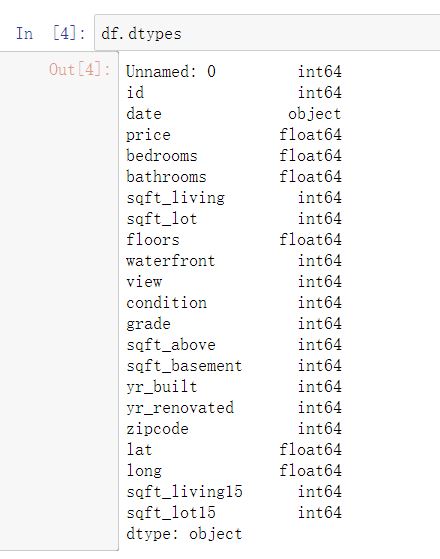 In [4]: df.dtypes
Out[4]: Unnamed: 0 int64
id int64
date object
price float64
bedrooms float64
bathrooms float64
sqft_living int64
sqft_lot int64
floors float64
waterfront int64
view int64
condition int64
grade int64
sqft_above int64
sqft_basement int64
yr_built int64
yr_renovated int64
zipcode int64
lat float64
long float64
sqft_living15 int64
sqft_lot15 int64
dtype: object